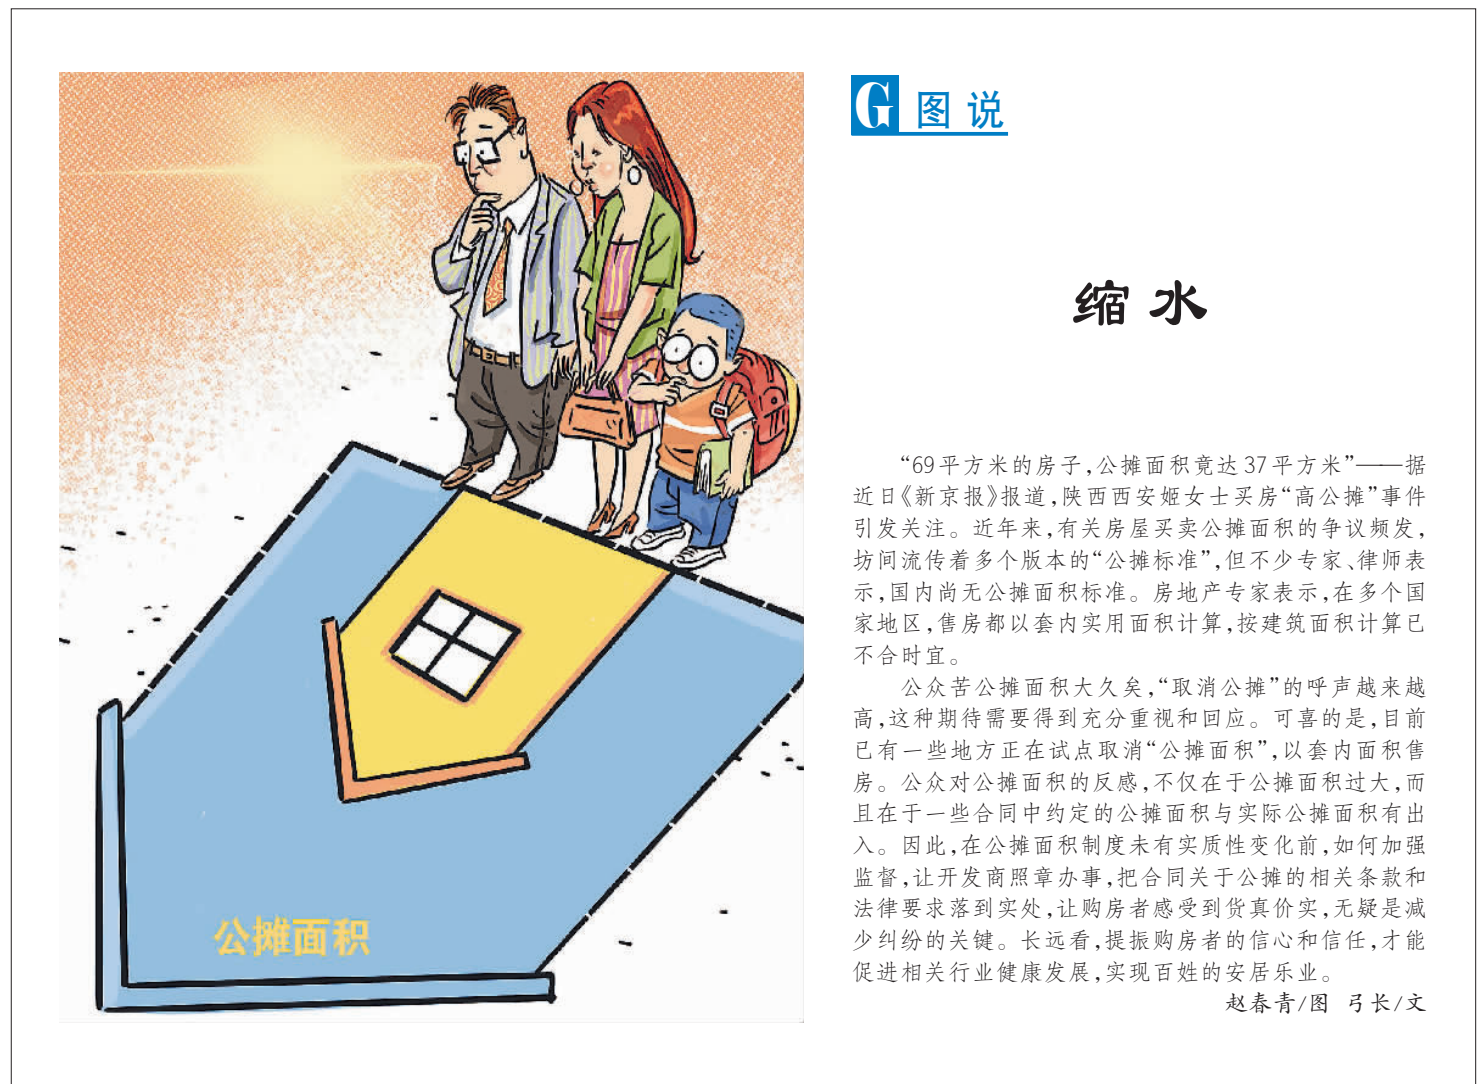 G 图说
缩水
“69平方米的房子,公摊面积竟达37平方米”——据
近日《新京报》报道,陕西西安姬女士买房“高公摊”事件
引发关注。近年来,有关房屋买卖公摊面积的争议频发,
坊间流传着多个版本的“公摊标准”,但不少专家、律师表
示,国内尚无公摊面积标准。房地产专家表示,在多个国
家地区,售房都以套内实用面积计算,按建筑面积计算已
不合时宜。
公众苦公摊面积大久矣,“取消公摊”的呼声越来越
高,这种期待需要得到充分重视和回应。可喜的是,目前
已有一些地方正在试点取消“公摊面积”,以套内面积售
房。公众对公摊面积的反感,不仅在于公摊面积过大,而
且在于一些合同中约定的公摊面积与实际公摊面积有出
入。因此,在公摊面积制度未有实质性变化前,如何加强
监督,让开发商照章办事,把合同关于公摊的相关条款和
法律要求落到实处,让购房者感受到货真价实,无疑是减
少纠纷的关键。长远看,提振购房者的信心和信任,才能
促进相关行业健康发展,实现百姓的安居乐业。
赵春青/图 弓长/文
公摊面积